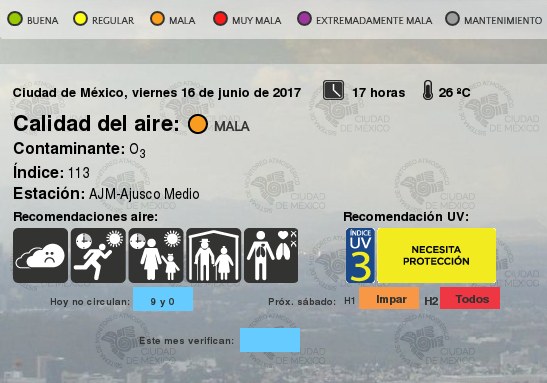 BUENA REGULAR MALA MUY MALA EXTREMADAMENTE MALA MANTENIMIENTO
Ciudad de México, viernes 16 de junio de 2017 17 horas 26 ºC
Calidad del aire: MALA
Contaminante: O3
Índice: 113
Estación: AJM-Ajusco Medio
Recomendaciones aire: Recomendación UV:
ÍNDICE
UV
3
NECESITA
PROTECCIÓN
Hoy no circulan: 9 y 0 Próx. sábado: H1 Impar H2 Todos
Este mes verifican:
CIUDAD
DE MÉXICO